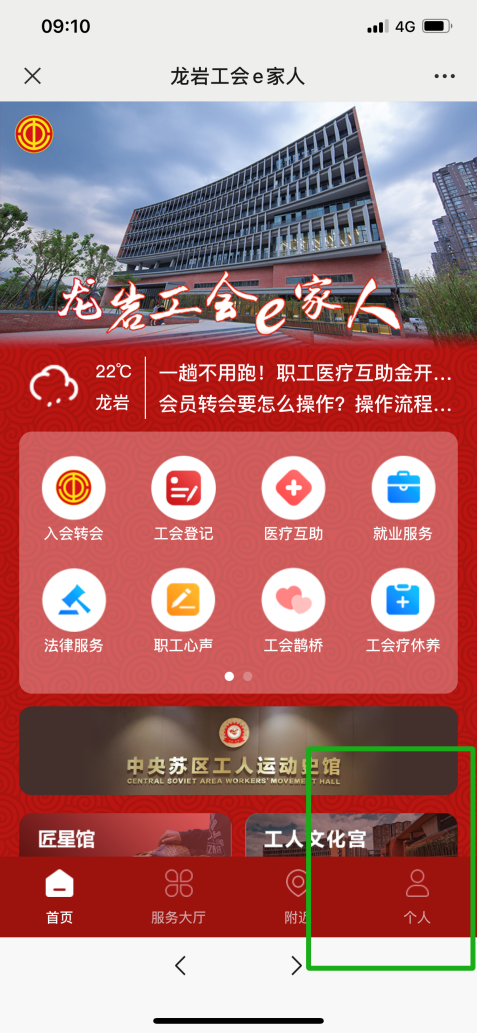 09:10
4G
龙岩工会e家人
龙岩工会e家人
22℃
一趟不用跑！职工医疗互助金开...
龙岩
会员转会要怎么操作？操作流程...
入会转会
工会登记
医疗互助
就业服务
法律服务
职工心声
工会鹊桥
工会疗休养
中央苏区工人运动史馆
CENTRAL SOVIET AREA WORKERS' MOVEMENT HALL
匠星馆
工人文化宫
首页
服务大厅
附近
个人